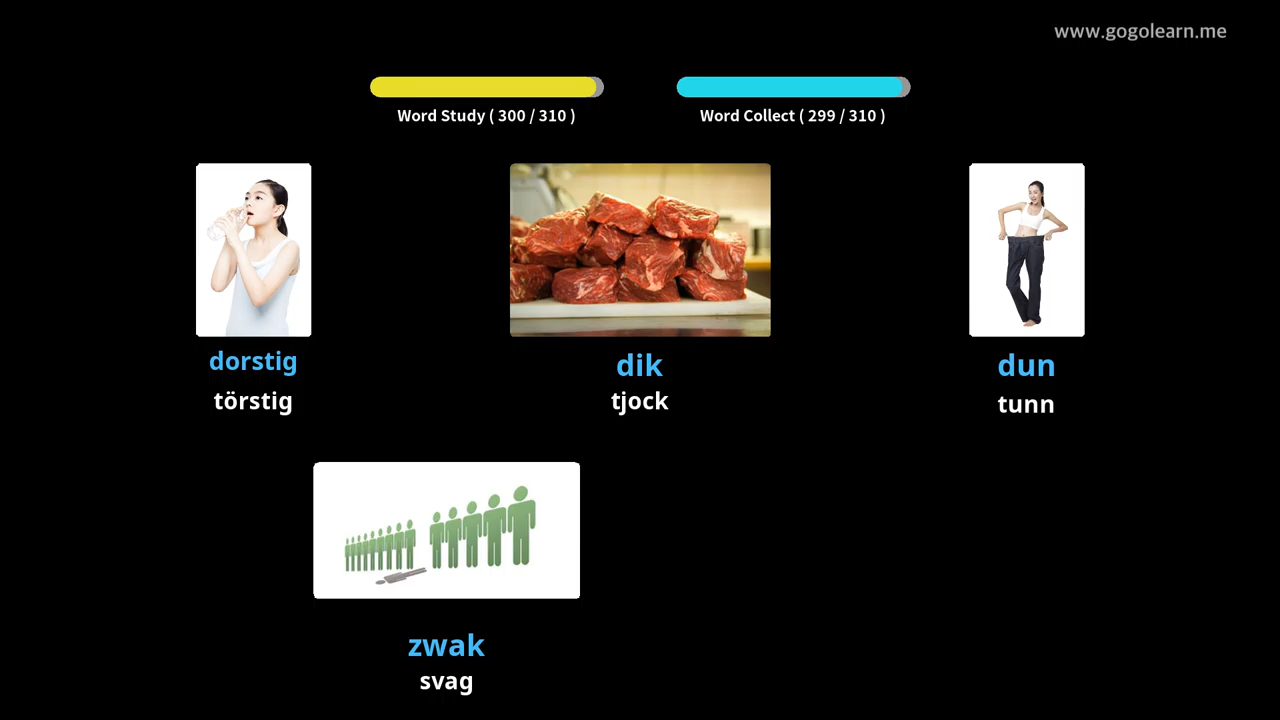 www.gogolearn.me
Word Study ( 300 / 310 )
Word Collect ( 299 / 310 )
dorstig
törstig
dik
tjock
dun
tunn
zwak
svag